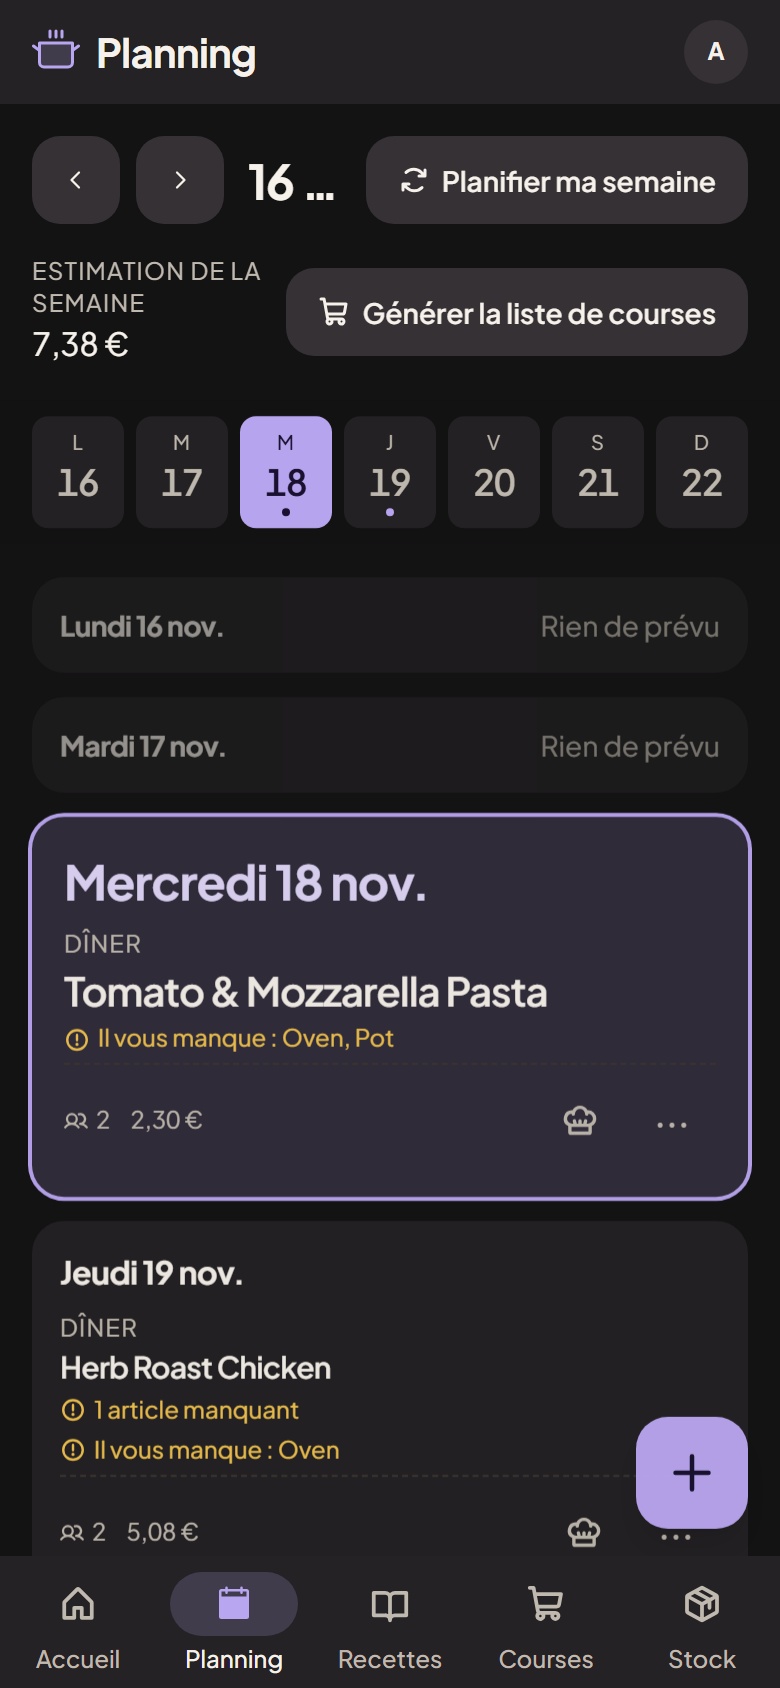 Planning
A
16 ...
Planifier ma semaine
ESTIMATION DE LA
SEMAINE
7,38 €
Générer la liste de courses
L M M J V S D
16 17 18 19 20 21 22
Lundi 16 nov. Rien de prévu
Mardi 17 nov. Rien de prévu
Mercredi 18 nov.
DÎNER
Tomato & Mozzarella Pasta
Il vous manque : Oven, Pot
2 2,30 €
Jeudi 19 nov.
DÎNER
Herb Roast Chicken
1 article manquant
Il vous manque : Oven
2 5,08 €
Accueil Planning Recettes Courses Stock